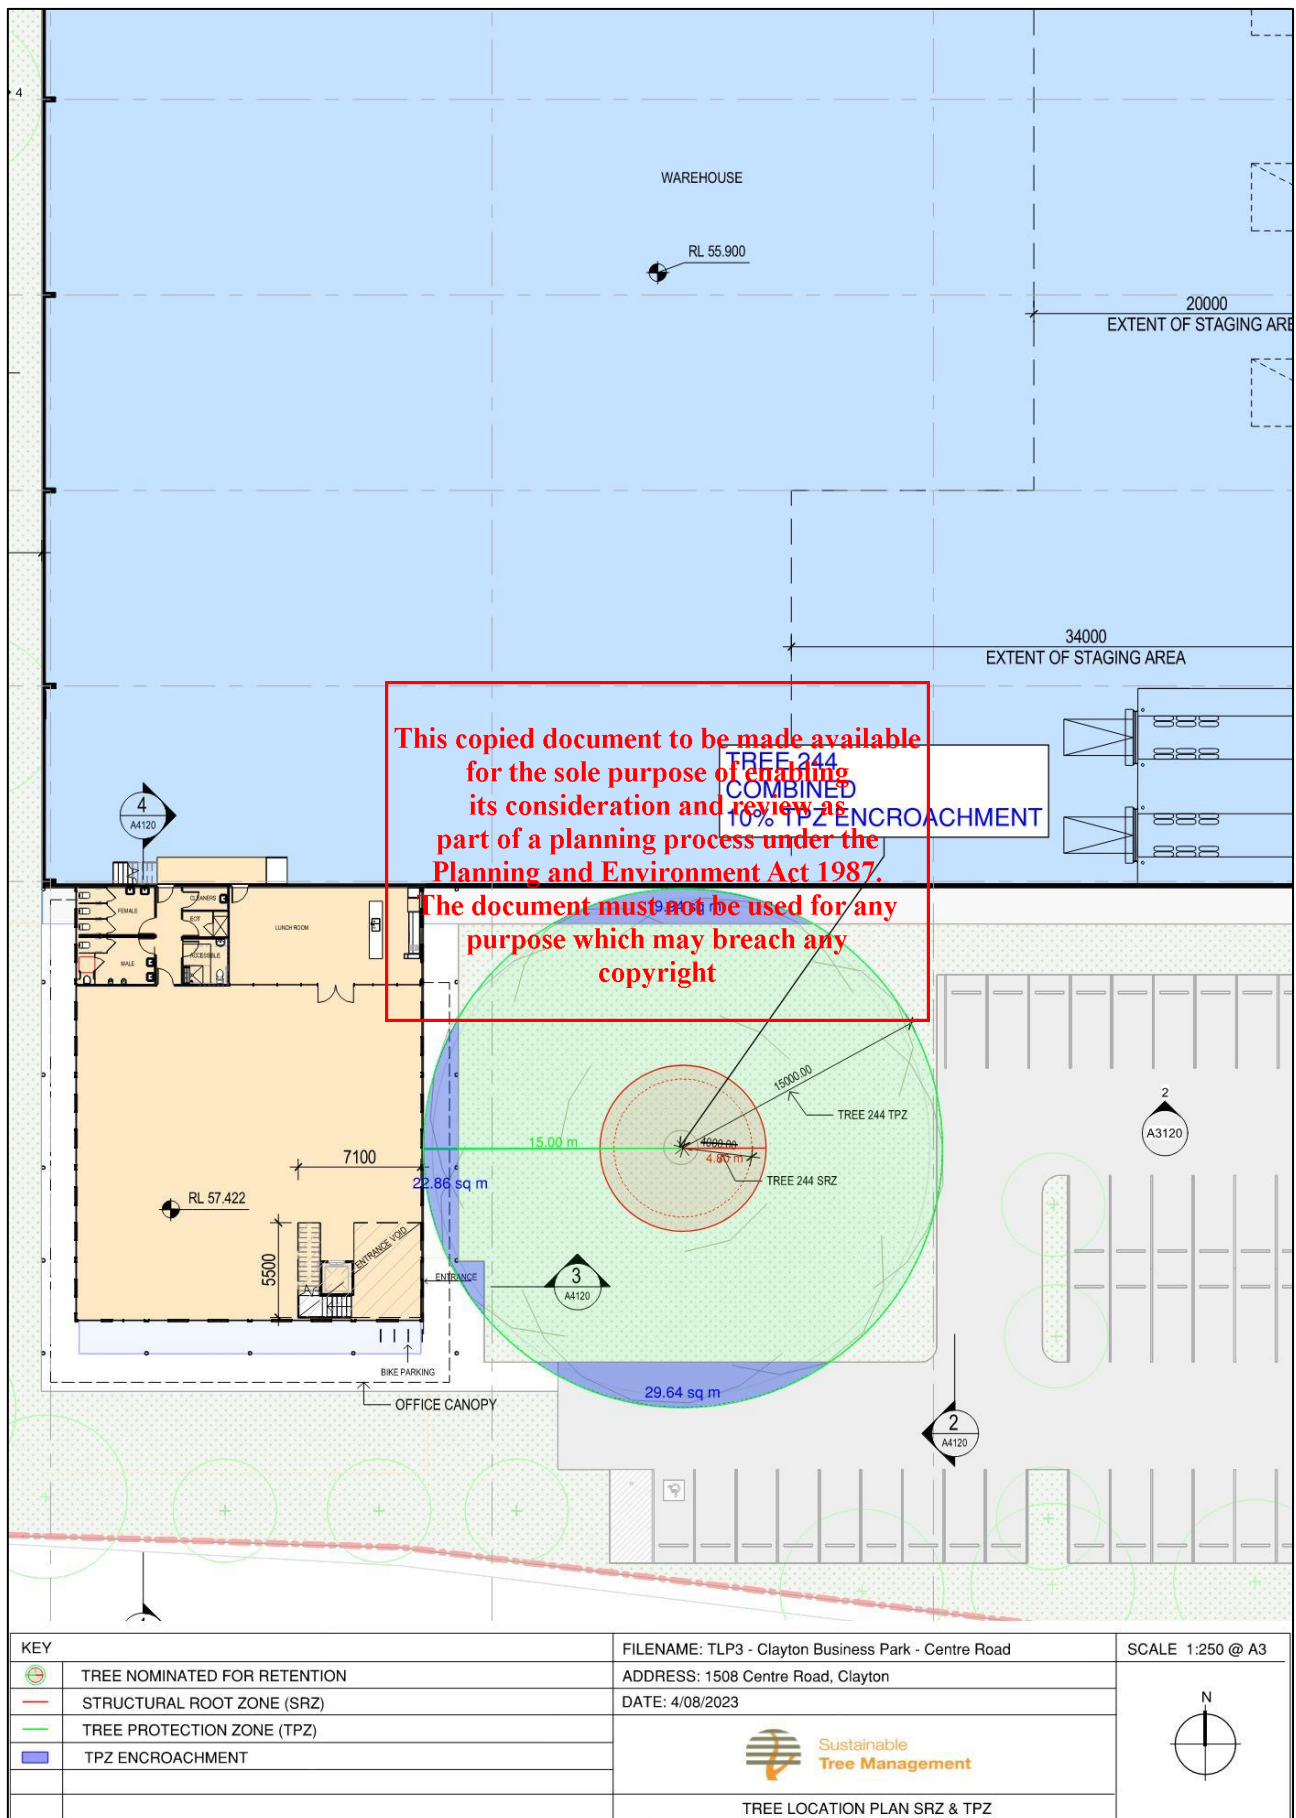 4
WAREHOUSE
RL 55.900
20000
EXTENT OF STAGING ARE
34000
EXTENT OF STAGING AREA
This copied document to be made available
for the sole purpose of enabling
its consideration and review as
part of a planning process under the
Planning and Environment Act 1987.
The document must not be used for any
purpose which may breach any
copyright
TREE 244
COMBINED
10% TPZ ENCROACHMENT
4
A4120
FEMALE
CLEANERS
LUNCH ROOM
MALE
ACCESSIBLE
15000.00
TREE 244 TPZ
4000.00
4.80 m
TREE 244 SRZ
15.00 m
22.86 sq m
7100
RL 57.422
5500
ENTRANCE VOID
ENTRANCE
3
A4120
2
A3120
BIKE PARKING
OFFICE CANOPY
29.64 sq m
2
A4120
KEY
TREE NOMINATED FOR RETENTION
STRUCTURAL ROOT ZONE (SRZ)
TREE PROTECTION ZONE (TPZ)
TPZ ENCROACHMENT
FILENAME: TLP3 - Clayton Business Park - Centre Road
ADDRESS: 1508 Centre Road, Clayton
DATE: 4/08/2023
Sustainable
Tree Management
TREE LOCATION PLAN SRZ & TPZ
SCALE 1:250 @ A3
N